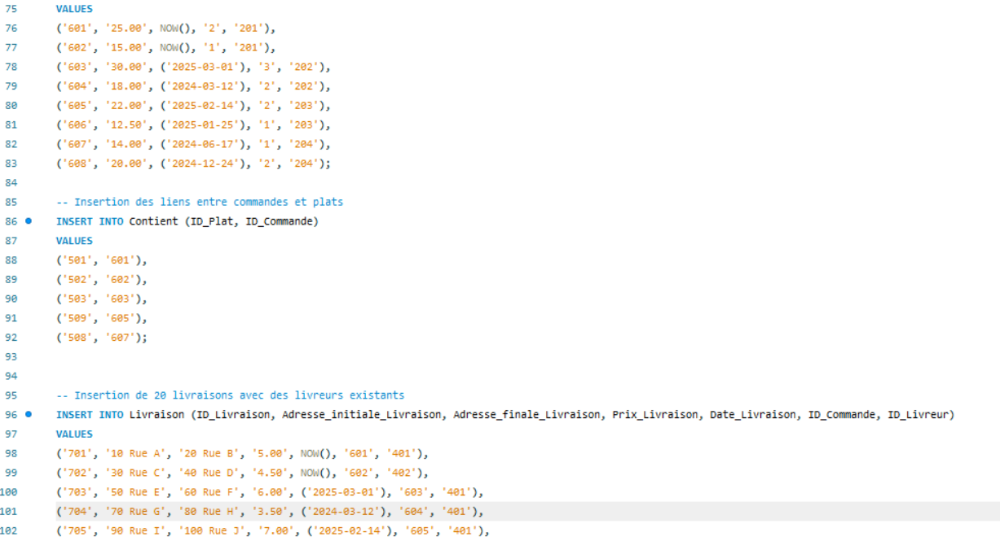 75 VALUES
76 ('601', '25.00', NOW(), '2', '201'),
77 ('602', '15.00', NOW(), '1', '201'),
78 ('603', '30.00', ('2025-03-01'), '3', '202'),
79 ('604', '18.00', ('2024-03-12'), '2', '202'),
80 ('605', '22.00', ('2025-02-14'), '2', '203'),
81 ('606', '12.50', ('2025-01-25'), '1', '203'),
82 ('607', '14.00', ('2024-06-17'), '1', '204'),
83 ('608', '20.00', ('2024-12-24'), '2', '204');
84
85 -- Insertion des liens entre commandes et plats
86 INSERT INTO Contient (ID_Plat, ID_Commande)
87 VALUES
88 ('501', '601'),
89 ('502', '602'),
90 ('503', '603'),
91 ('509', '605'),
92 ('508', '607');
93
94
95 -- Insertion de 20 livraisons avec des livreurs existants
96 INSERT INTO Livraison (ID_Livraison, Adresse_initiale_Livraison, Adresse_finale_Livraison, Prix_Livraison, Date_Livraison, ID_Commande, ID_Livreur)
97 VALUES
98 ('701', '10 Rue A', '20 Rue B', '5.00', NOW(), '601', '401'),
99 ('702', '30 Rue C', '40 Rue D', '4.50', NOW(), '602', '402'),
100 ('703', '50 Rue E', '60 Rue F', '6.00', ('2025-03-01'), '603', '401'),
101 ('704', '70 Rue G', '80 Rue H', '3.50', ('2024-03-12'), '604', '401'),
102 ('705', '90 Rue I', '100 Rue J', '7.00', ('2025-02-14'), '605', '401'),